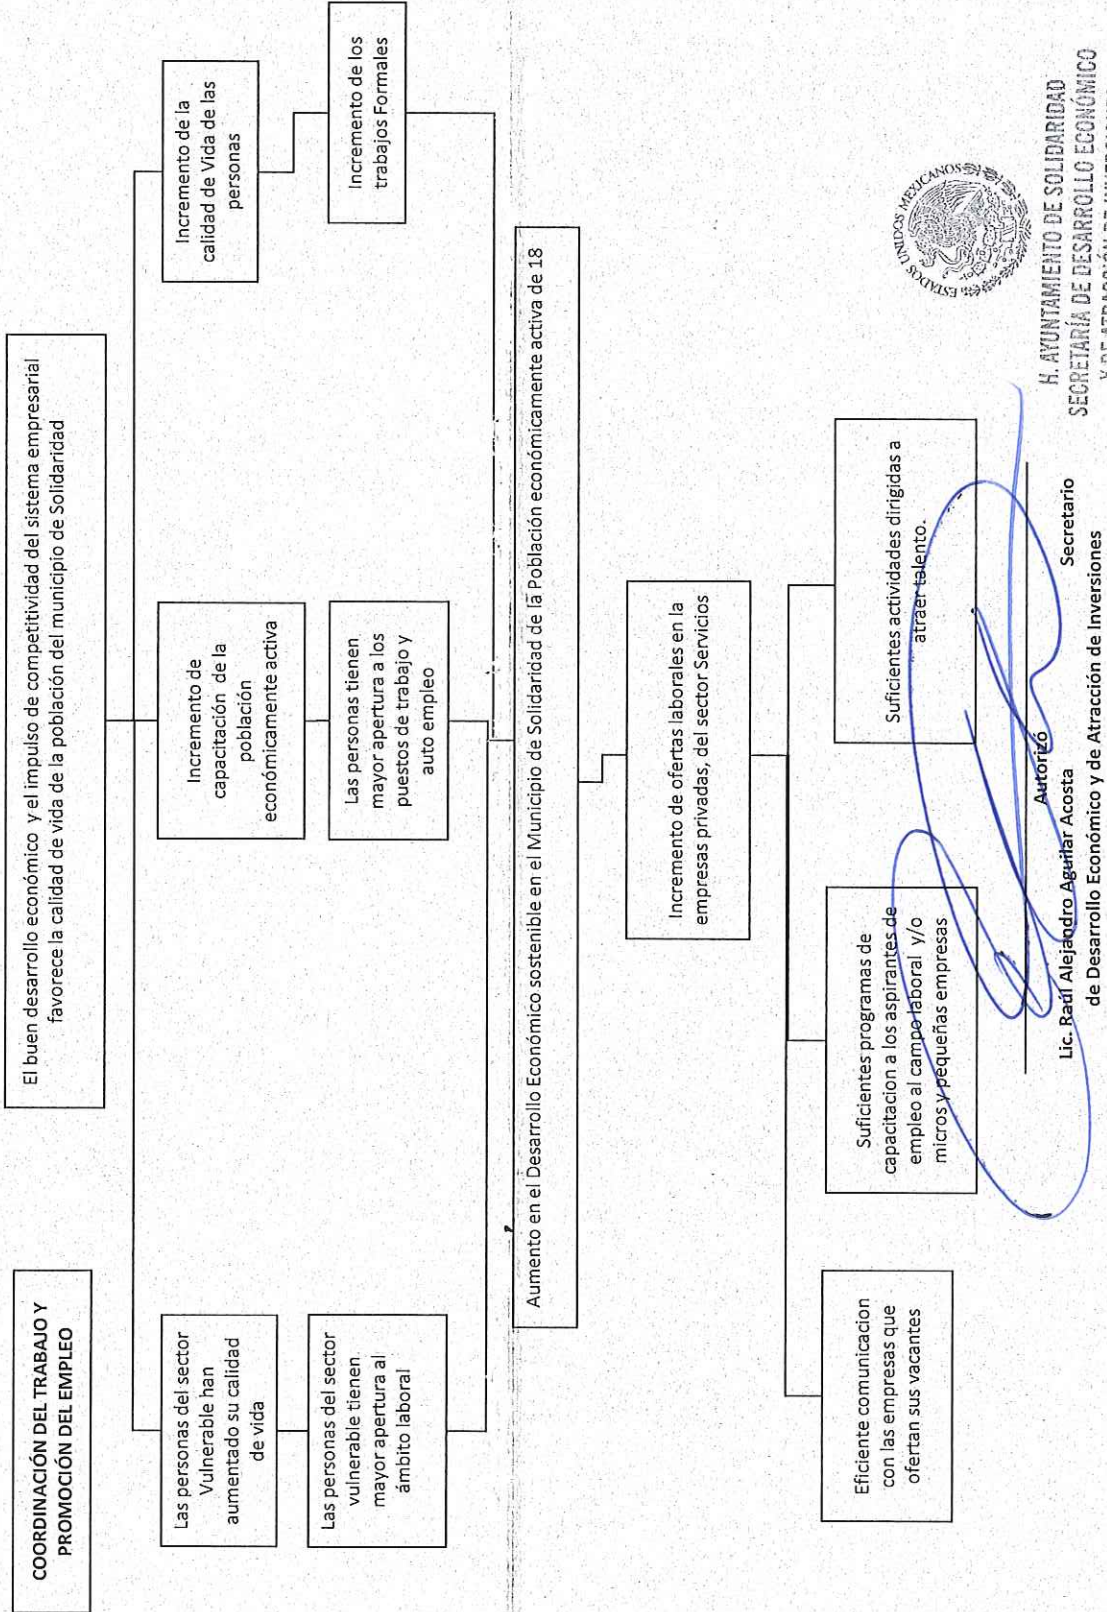 COORDINACIÓN DEL TRABAJO Y
PROMOCIÓN DEL EMPLEO
El buen desarrollo económico y el impulso de competitividad del sistema empresarial
favorece la calidad de vida de la población del municipio de Solidaridad
Las personas del sector
Vulnerable han
aumentado su calidad
de vida
Incremento de
capacitación de la
población
económicamente activa
Incremento de la
calidad de Vida de las
personas
Las personas del sector
vulnerable tienen
mayor apertura al
ámbito laboral
Las personas tienen
mayor apertura a los
puestos de trabajo y
auto empleo
Incremento de los
trabajos Formales
Aumento en el Desarrollo Económico sostenible en el Municipio de Solidaridad de la Población económicamente activa de 18
Incremento de ofertas laborales en la
empresas privadas, del sector Servicios
Eficiente comunicacion
con las empresas que
ofertan sus vacantes
Suficientes programas de
capacitacion a los aspirantes de
empleo al campo laboral y/o
micros y pequeñas empresas
Suficientes actividades dirigidas a
atraer talento.
Autorizó
Lic. Raúl Alejandro Aguilar Acosta Secretario
de Desarrollo Económico y de Atracción de Inversiones
ESTADOS UNIDOS MEXICANOS
H. AYUNTAMIENTO DE SOLIDARIDAD
SECRETARÍA DE DESARROLLO ECONÓMICO